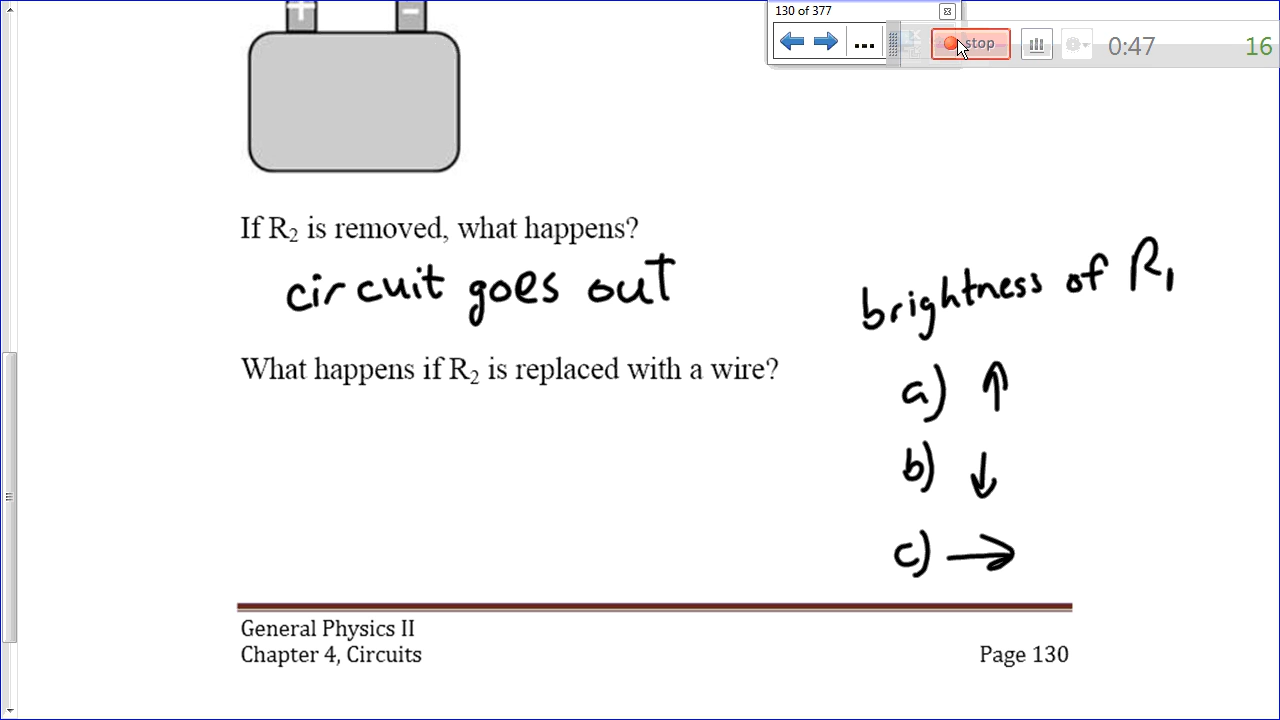 130 of 377
+ −
...
stop
0:47
16
If R₂ is removed, what happens?
circuit goes out
brightness of R₁
What happens if R₂ is replaced with a wire?
a) ↑
b) ↓
c) →
General Physics II
Chapter 4, Circuits
Page 130